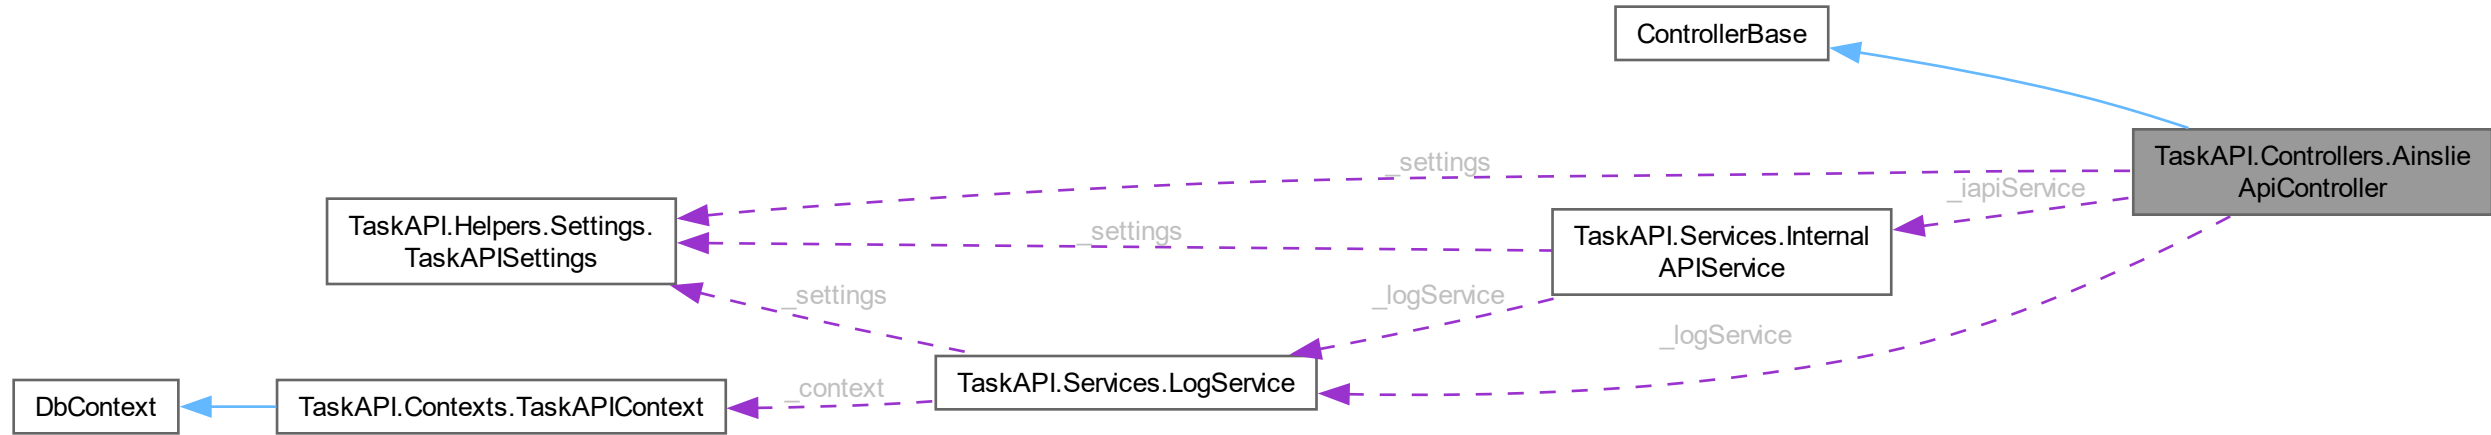 ControllerBase
TaskAPI.Controllers.Ainslie
ApiController
_settings
_iapiService
TaskAPI.Helpers.Settings.
TaskAPISettings
_settings
TaskAPI.Services.Internal
APIService
_settings
_logService
_logService
TaskAPI.Services.LogService
_context
DbContext
TaskAPI.Contexts.TaskAPIContext